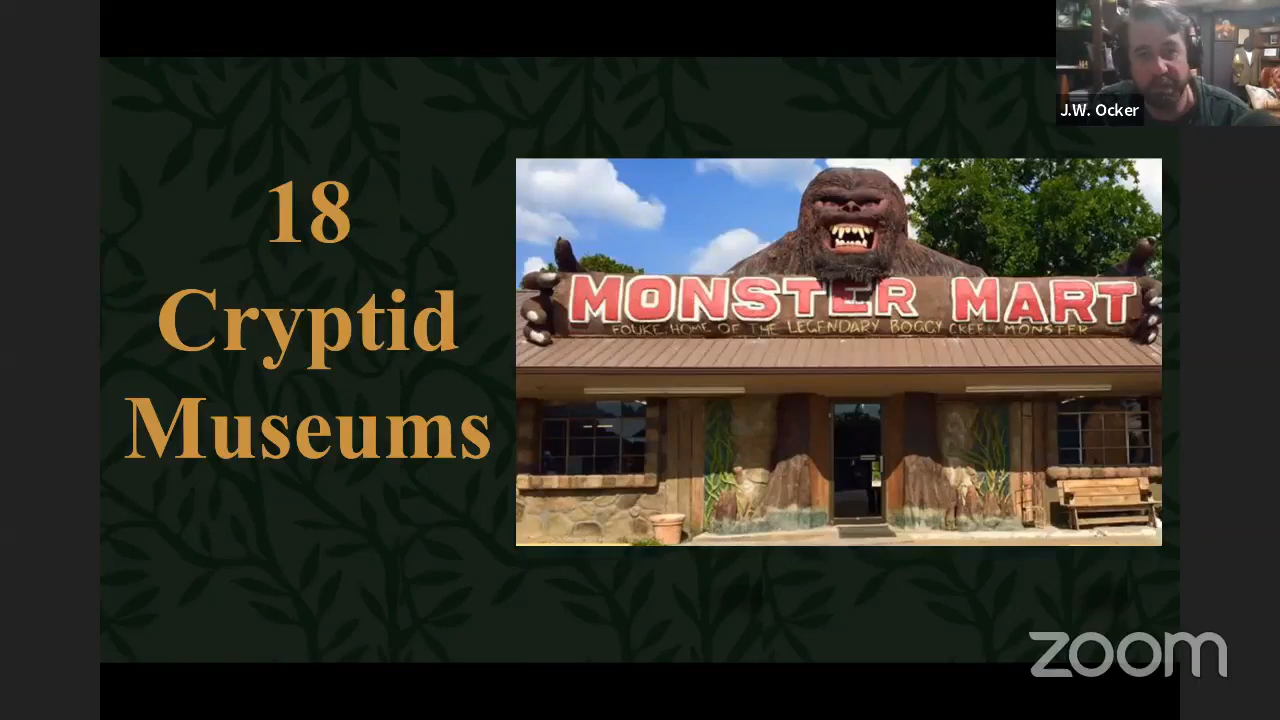 J.W. Ocker
18
Cryptid
Museums
MONSTER MART
FOUKE, HOME OF THE LEGENDARY BOGGY CREEK MONSTER
zoom